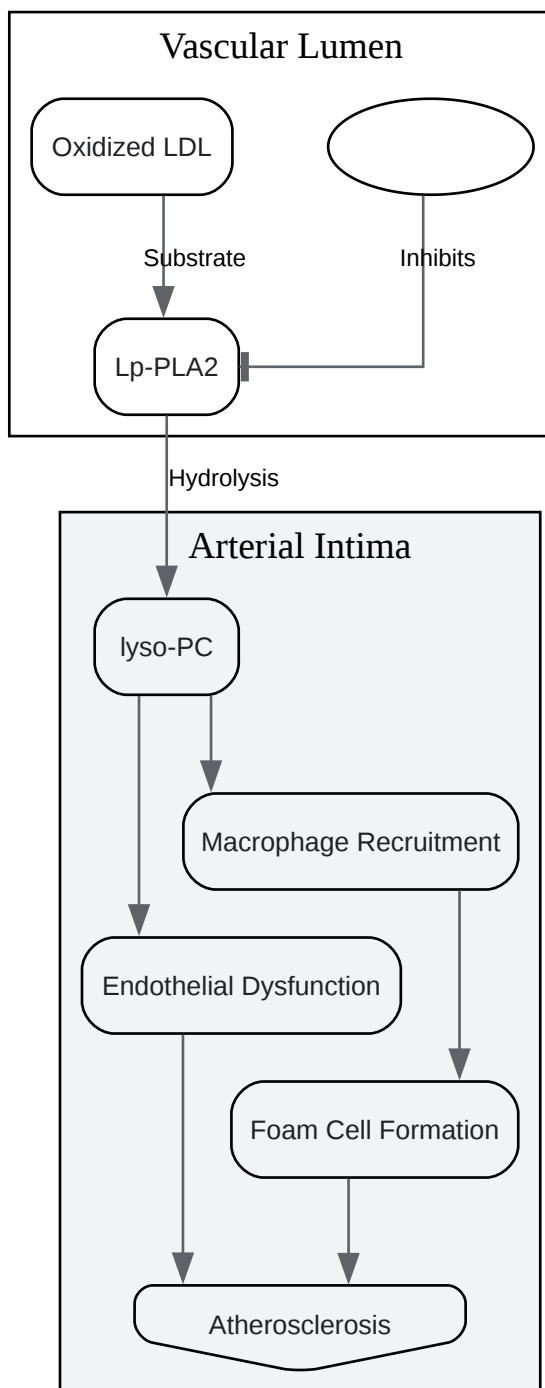 Vascular Lumen
Oxidized LDL
Substrate
Inhibits
Lp-PLA2
Hydrolysis
Arterial Intima
lyso-PC
Macrophage Recruitment
Endothelial Dysfunction
Foam Cell Formation
Atherosclerosis